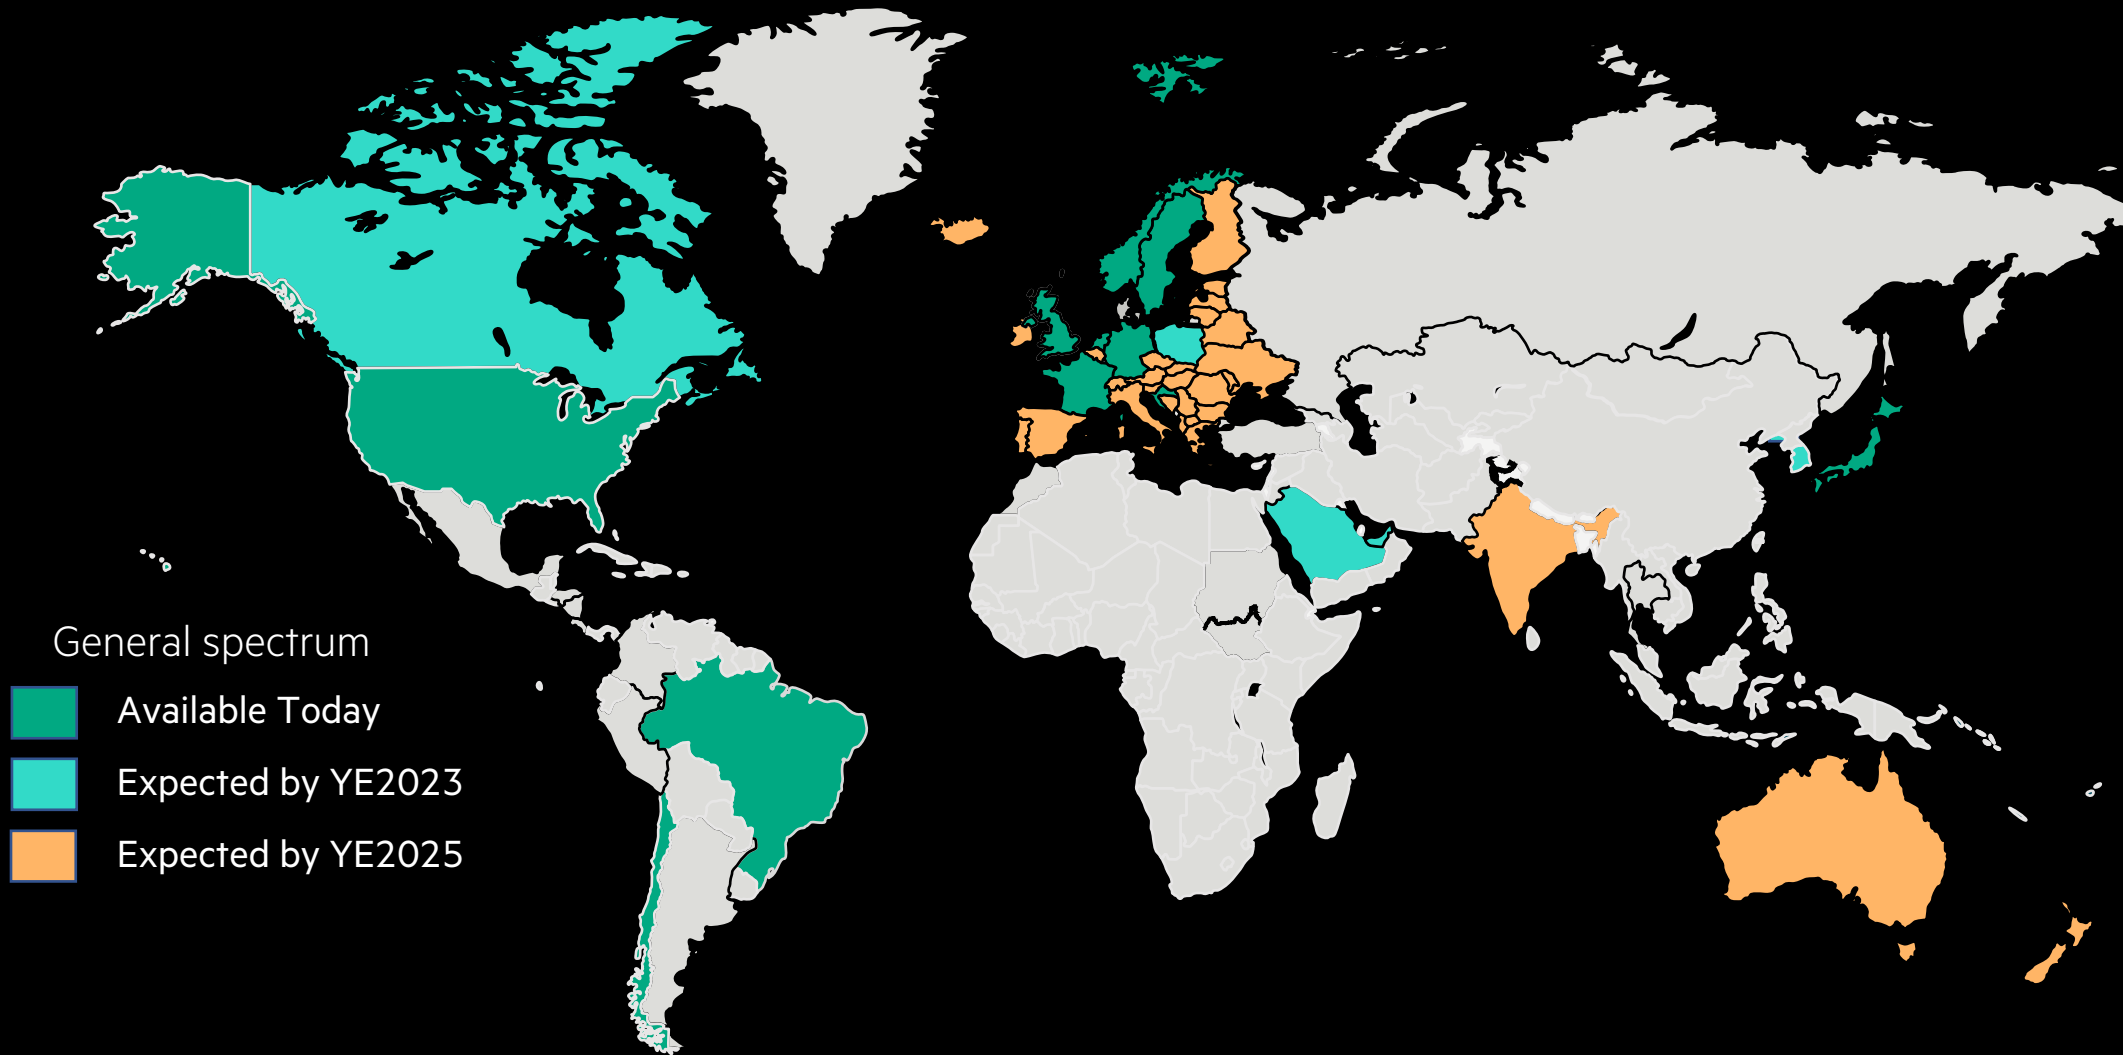 General spectrum
Available Today
Expected by YE2023
Expected by YE2025